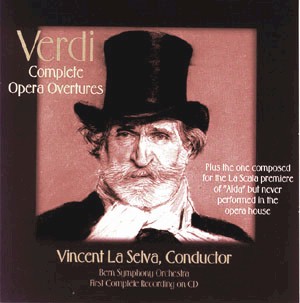 Verdi
Complete
Opera Overtures
Plus the one composed
for the La Scala premiere
of "Aida" but never
performed in the
opera house
Vincent La Selva, Conductor
Bern Symphony Orchestra
First Complete Recording on CD